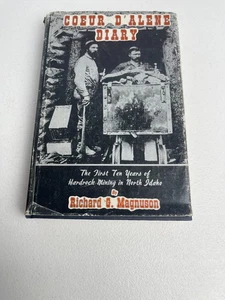 COEUR D'ALENE
DIARY
The First Ten Years of
Hardrock Mining in North Idaho
By
Richard G. Magnuson